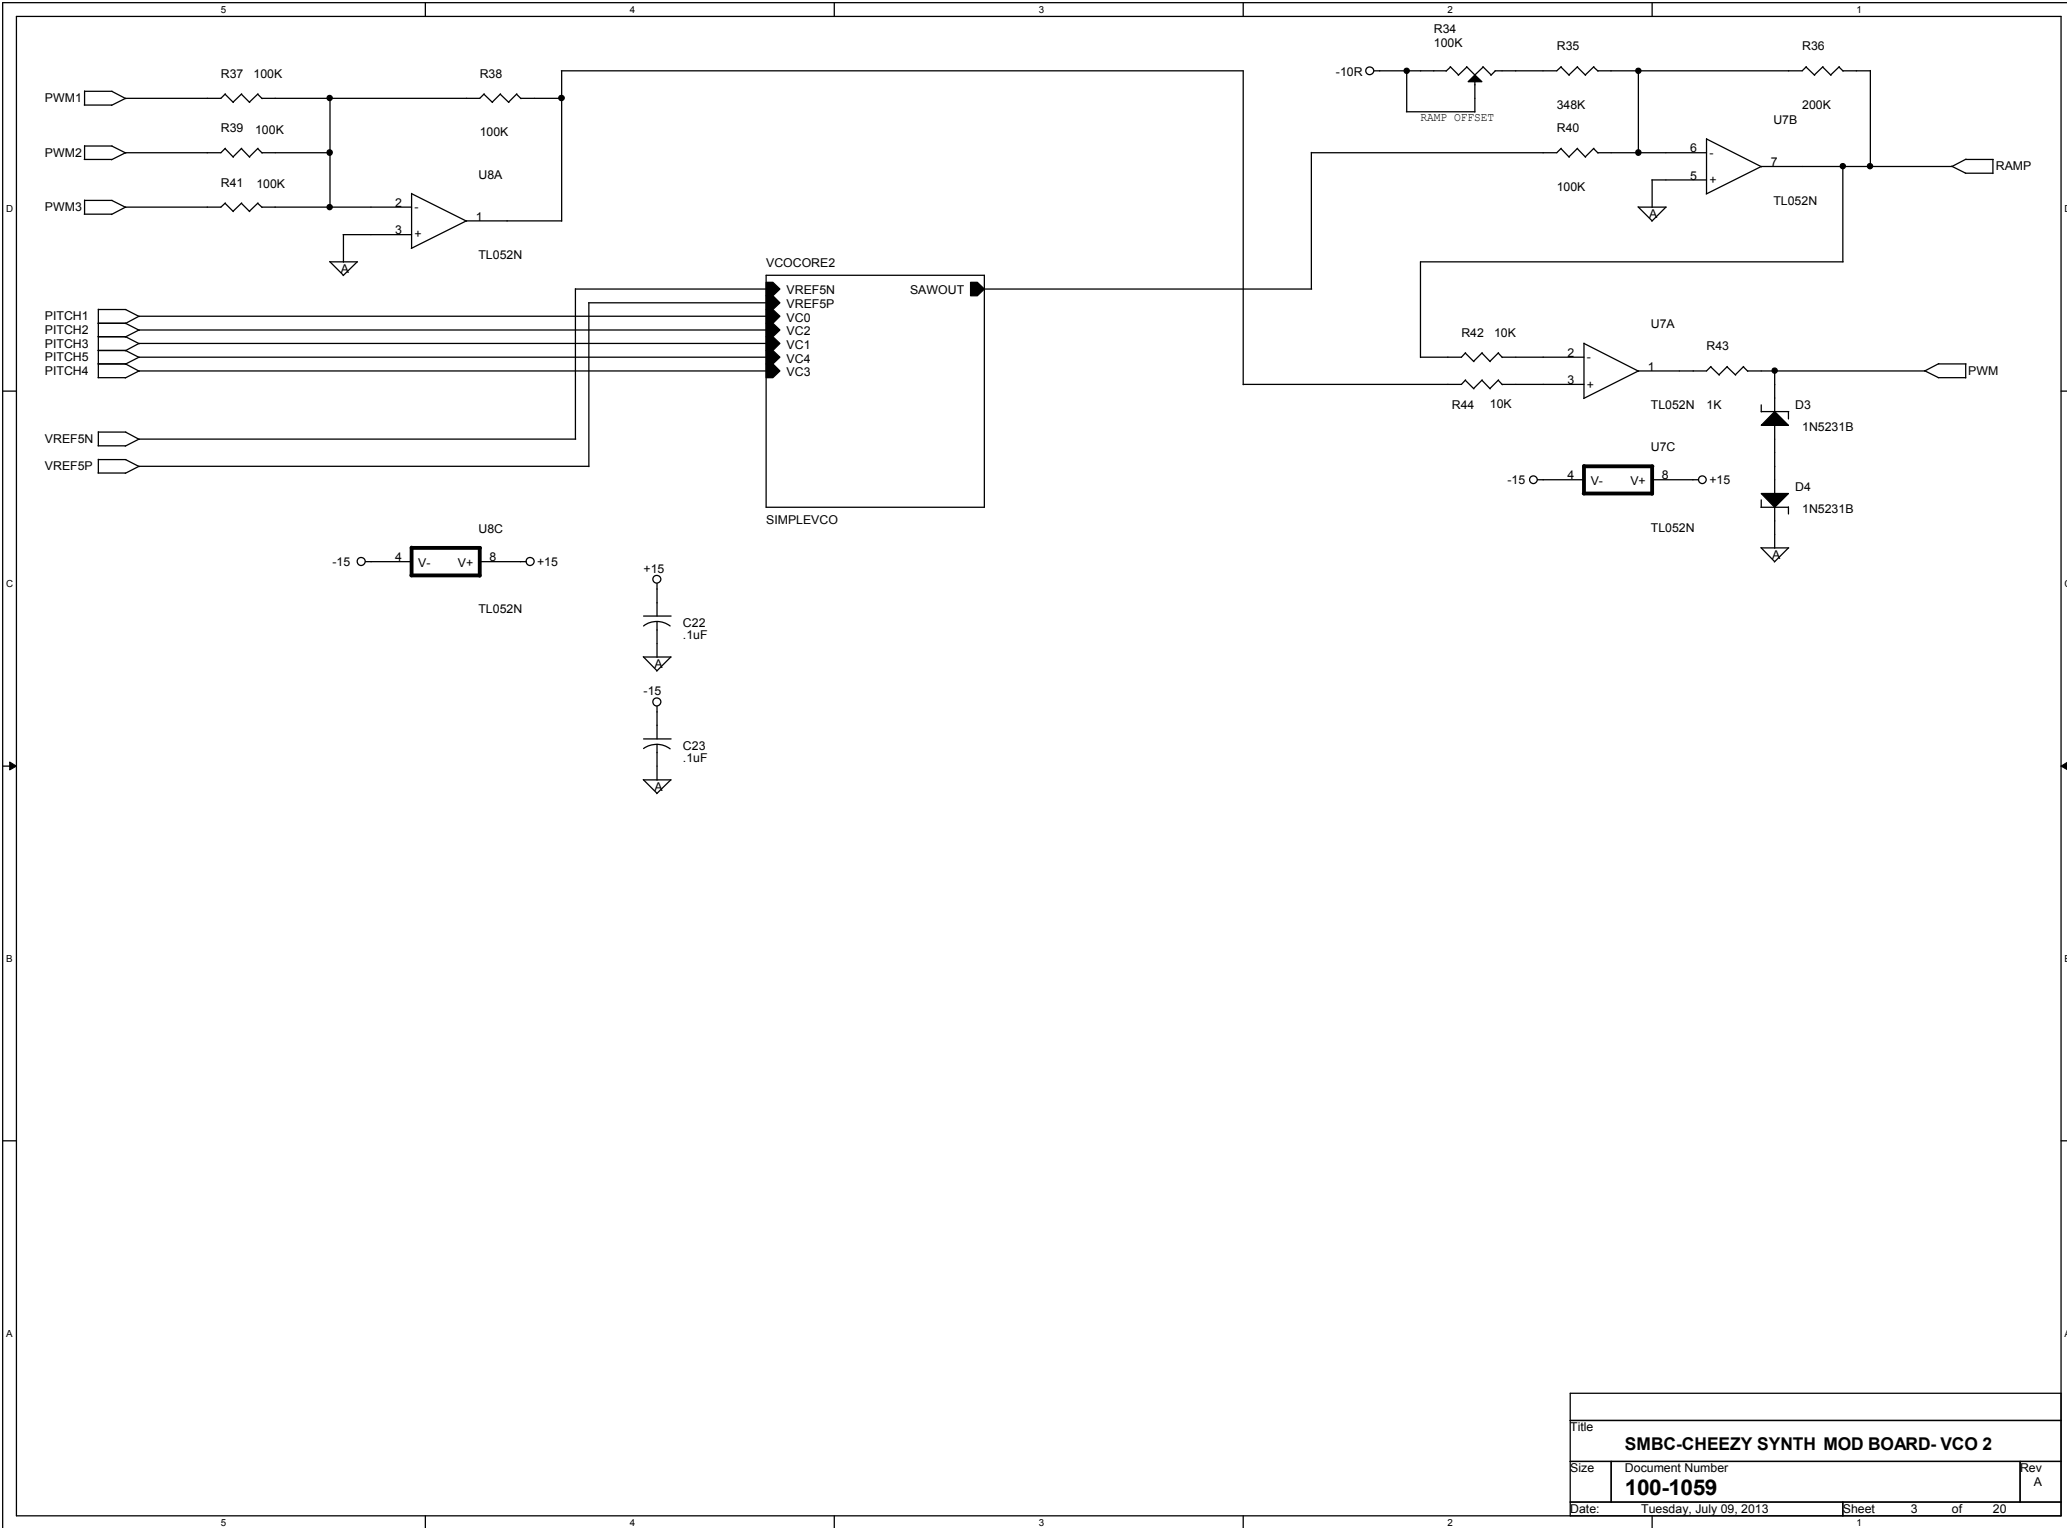 5 4 3 2 1
R34
100K
R35
R36
-10R
RAMP OFFSET
348K
200K
R37 100K
R38
PWM1
R39 100K
100K
R40
U7B
PWM2
6 -
5 +
7
RAMP
R41 100K
U8A
100K
TL052N
PWM3
2 -
3 +
1
A
A
TL052N
D
D
VCOCORE2
VREF5N
VREF5P
VC0
VC2
VC1
VC4
VC3
SAWOUT
SIMPLEVCO
PITCH1
PITCH2
PITCH3
PITCH5
PITCH4
VREF5N
VREF5P
R42 10K
U7A
R43
2 -
3 +
1
PWM
R44 10K
TL052N 1K
D3
1N5231B
U7C
-15 4 V- V+ 8 +15
TL052N
D4
1N5231B
A
U8C
-15 4 V- V+ 8 +15
TL052N
+15
C22
.1uF
A
-15
C23
.1uF
A
C
C
B
B
A
A
Title
SMBC-CHEEZY SYNTH MOD BOARD- VCO 2
Size Document Number Rev
100-1059 A
Date: Tuesday, July 09, 2013 Sheet 3 of 20
5 4 3 2 1